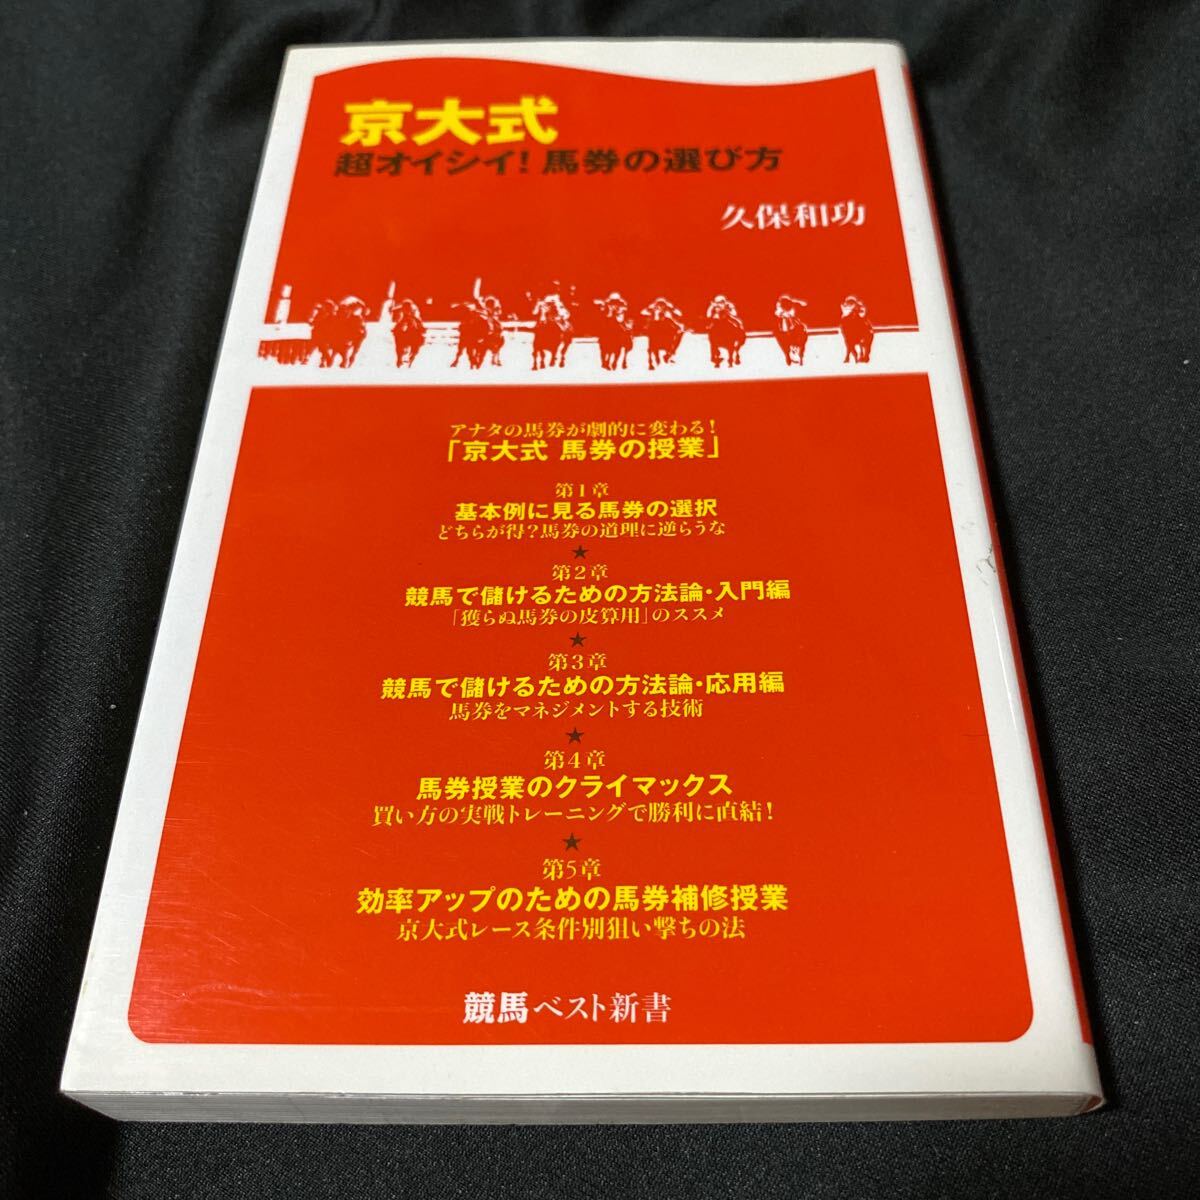 京大式
超オイシイ!馬券の選び方
久保和功
アナタの馬券が劇的に変わる!
「京大式 馬券の授業」
第1章
基本例に見る馬券の選択
どちらが得?馬券の道理に逆らうな
★
第2章
競馬で儲けるための方法論・入門編
「獲らぬ馬券の皮算用」のススメ
★
第3章
競馬で儲けるための方法論・応用編
馬券をマネジメントする技術
★
第4章
馬券授業のクライマックス
買い方の実戦トレーニングで勝利に直結!
★
第5章
効率アップのための馬券補修授業
京大式レース条件別狙い撃ちの法
競馬ベスト新書